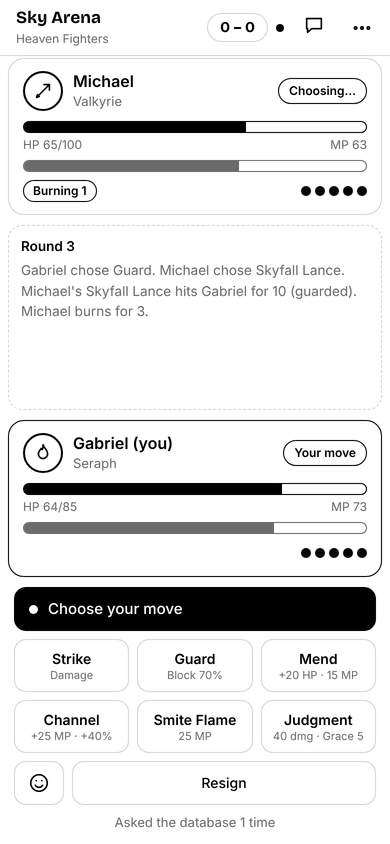 Sky Arena
Heaven Fighters
0 – 0
Michael
Valkyrie
Choosing...
HP 65/100
MP 63
Burning 1
Round 3
Gabriel chose Guard. Michael chose Skyfall Lance.
Michael's Skyfall Lance hits Gabriel for 10 (guarded).
Michael burns for 3.
Gabriel (you)
Seraph
Your move
HP 64/85
MP 73
Choose your move
Strike
Damage
Guard
Block 70%
Mend
+20 HP · 15 MP
Channel
+25 MP · +40%
Smite Flame
25 MP
Judgment
40 dmg · Grace 5
Resign
Asked the database 1 time